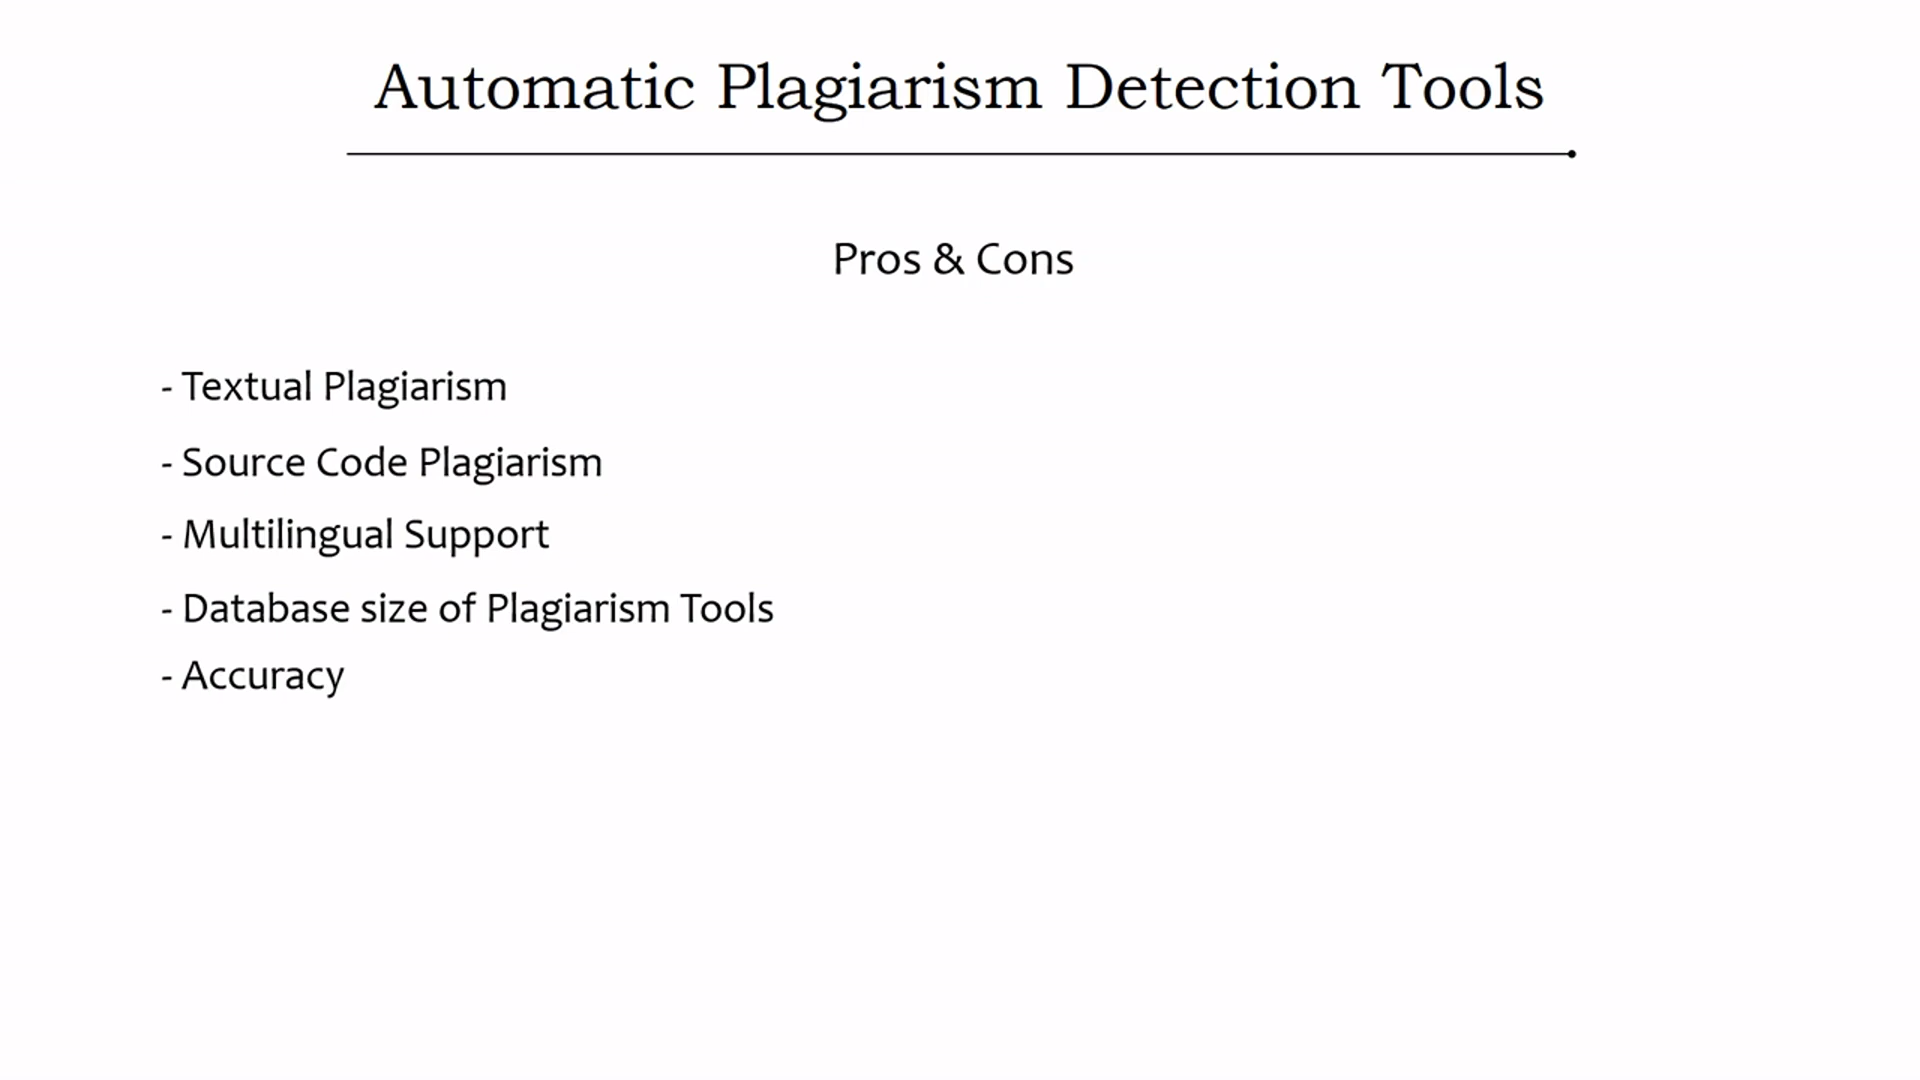 Automatic Plagiarism Detection Tools
Pros & Cons
- Textual Plagiarism
- Source Code Plagiarism
- Multilingual Support
- Database size of Plagiarism Tools
- Accuracy